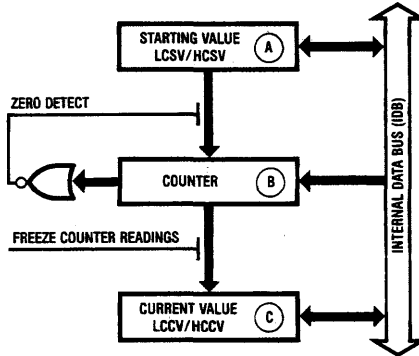 STARTING VALUE
LCSV/HCSV
A
ZERO DETECT
COUNTER
B
FREEZE COUNTER READINGS
CURRENT VALUE
LCCV/HCCV
C
INTERNAL DATA BUS (IDB)